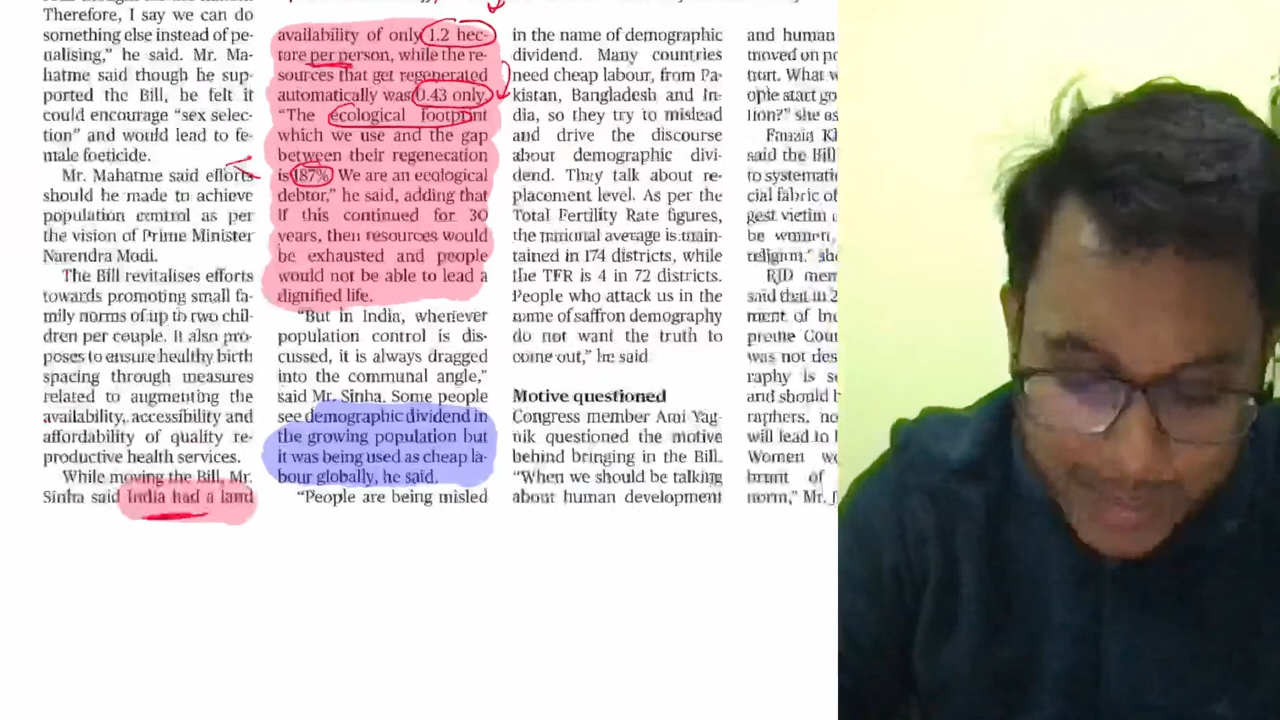 Therefore, I say we can do
something else instead of pe-
nalising,” he said. Mr. Ma-
hatme said though he sup-
ported the Bill, he felt it
could encourage “sex selec-
tion” and would lead to fe-
male foeticide.
Mr. Mahatme said efforts
should be made to achieve
population control as per
the vision of Prime Minister
Narendra Modi.
The Bill revitalises efforts
towards promoting small fa-
mily norms of up to two chil-
dren per couple. It also pro-
poses to ensure healthy birth
spacing through measures
related to augmenting the
availability, accessibility and
affordability of quality re-
productive health services.
While moving the Bill, Mr.
Sinha said India had a land
availability of only 1.2 hec-
tare per person, while the re-
sources that get regenerated
automatically was 0.43 only.
“The ecological footprint
which we use and the gap
between their regenecation
is 187% We are an ecological
debtor,” he said, adding that
if this continued for 30
years, then resources would
be exhausted and people
would not be able to lead a
dignified life.
“But in India, whenever
population control is dis-
cussed, it is always dragged
into the communal angle,”
said Mr. Sinha. Some people
see demographic dividend in
the growing population but
it was being used as cheap la-
bour globally, he said.
“People are being misled
in the name of demographic
dividend. Many countries
need cheap labour, from Pa-
kistan, Bangladesh and In-
dia, so they try to mislead
and drive the discourse
about demographic divi-
dend. They talk about re-
placement level. As per the
Total Fertility Rate figures,
the national average is main-
tained in 174 districts, while
the TFR is 4 in 72 districts.
People who attack us in the
name of saffron demography
do not want the truth to
come out,” he said
Motive questioned
Congress member Ami Yag-
nik questioned the motive
behind bringing in the Bill.
“When we should be talking
about human development
and human
moved on
What
ople start
she
said the Bill
to
cial fabric
gest victim
be women,
religion,”
RJD
said that in 2
ment of
was not
raphy is
and should
raphers,
will lead to
Women
brunt of
norm,” Mr.